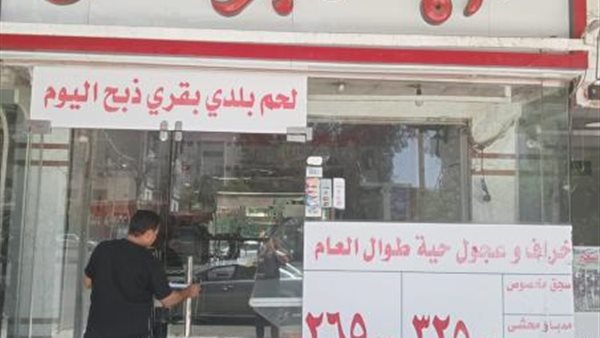 لحم بلدي بقري ذبح اليوم
خراف و عجول حية طوال العام
سجق مخصوص
ممبار محشي
٣٢٥
٢٦٥